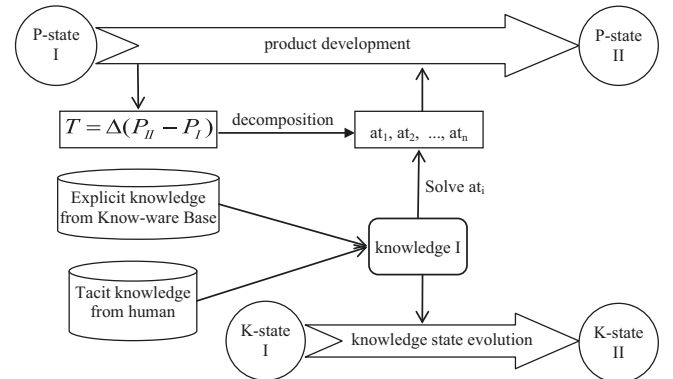 P-state
I
product development
P-state
II
T = Δ(P_II − P_I)
decomposition
at₁, at₂, ..., atₙ
Explicit knowledge
from Know-ware Base
Solve atᵢ
knowledge I
Tacit knowledge
from human
K-state
I
knowledge state evolution
K-state
II